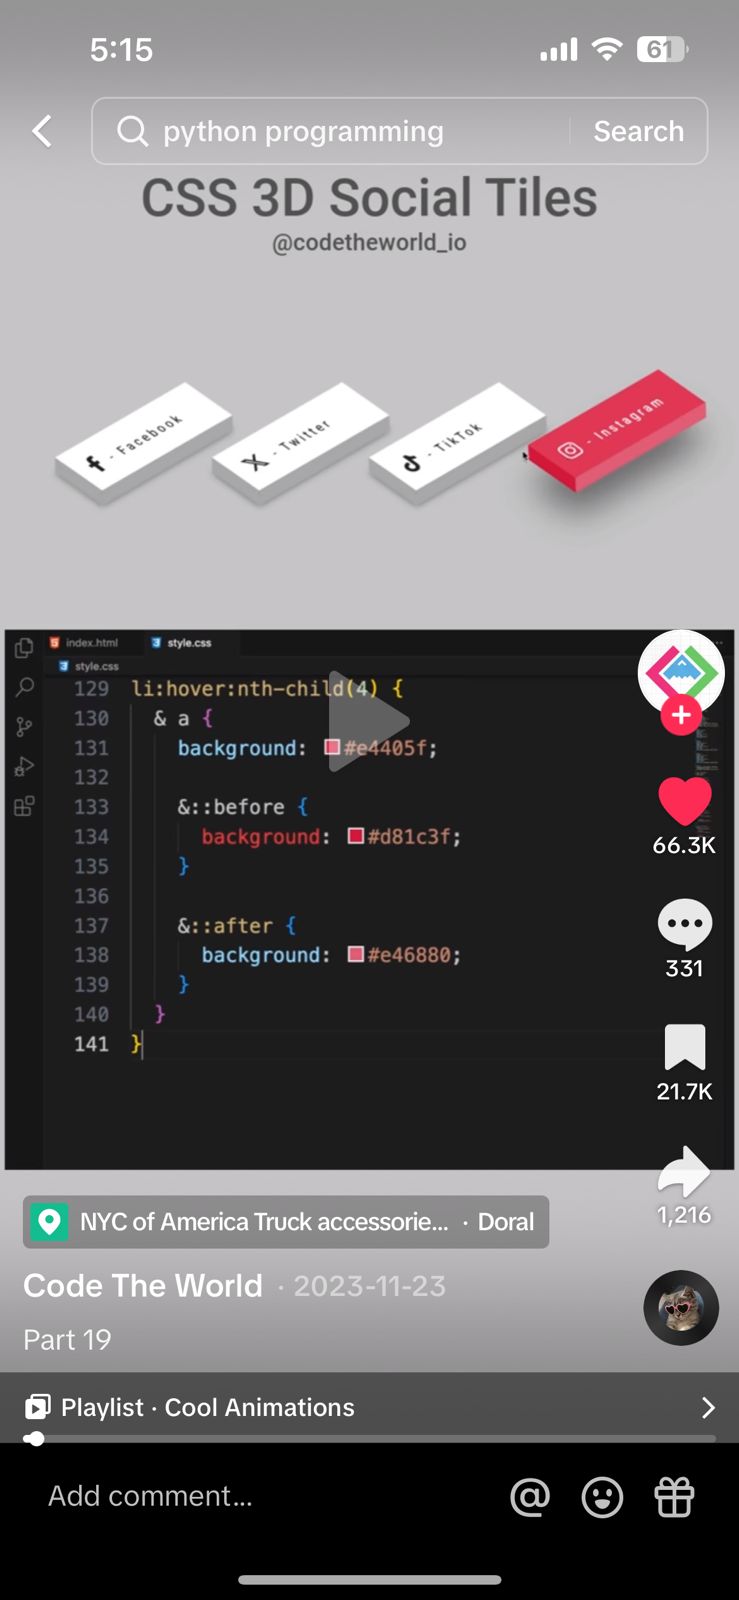 5:15
61
python programming
Search
CSS 3D Social Tiles
@codetheworld_io
f - Facebook
X - Twitter
- TikTok
- Instagram
index.html
style.css
style.css
129 li:hover:nth-child(4) {
130 & a {
131 background: #e4405f;
132
133 &::before {
134 background: #d81c3f;
135 }
136
137 &::after {
138 background: #e46880;
139 }
140 }
141 }
66.3K
331
21.7K
1,216
NYC of America Truck accessorie... · Doral
Code The World · 2023-11-23
Part 19
Playlist · Cool Animations
Add comment...
@